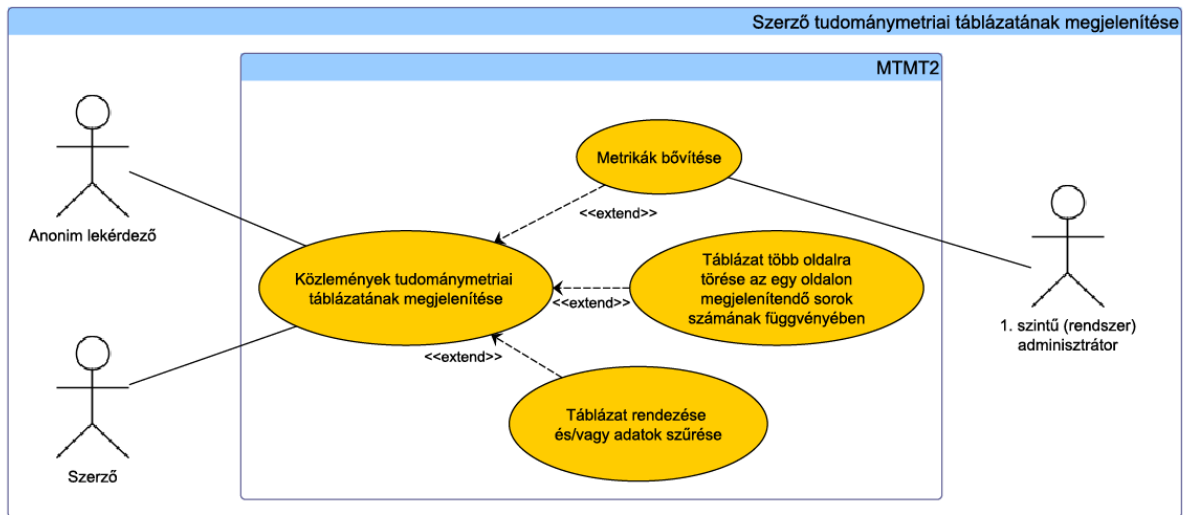 Szerző tudománymetriai táblázatának megjelenítése
MTMT2
Metrikák bővítése
<<extend>>
Anonim lekérdező
Közlemények tudománymetriai
táblázatának megjelenítése
<<extend>>
Táblázat több oldalra
törése az egy oldalon
megjelenítendő sorok
számának függvényében
1. szintű (rendszer)
adminisztrátor
<<extend>>
Táblázat rendezése
és/vagy adatok szűrése
Szerző